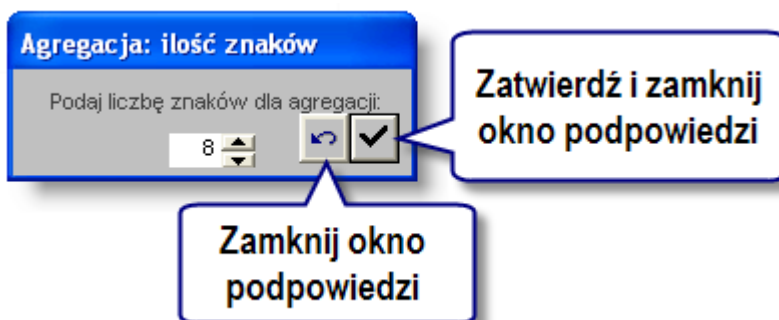 Agregacja: ilość znaków
Podaj liczbę znaków dla agregacji:
8
Zatwierdź i zamknij
okno podpowiedzi
Zamknij okno
podpowiedzi